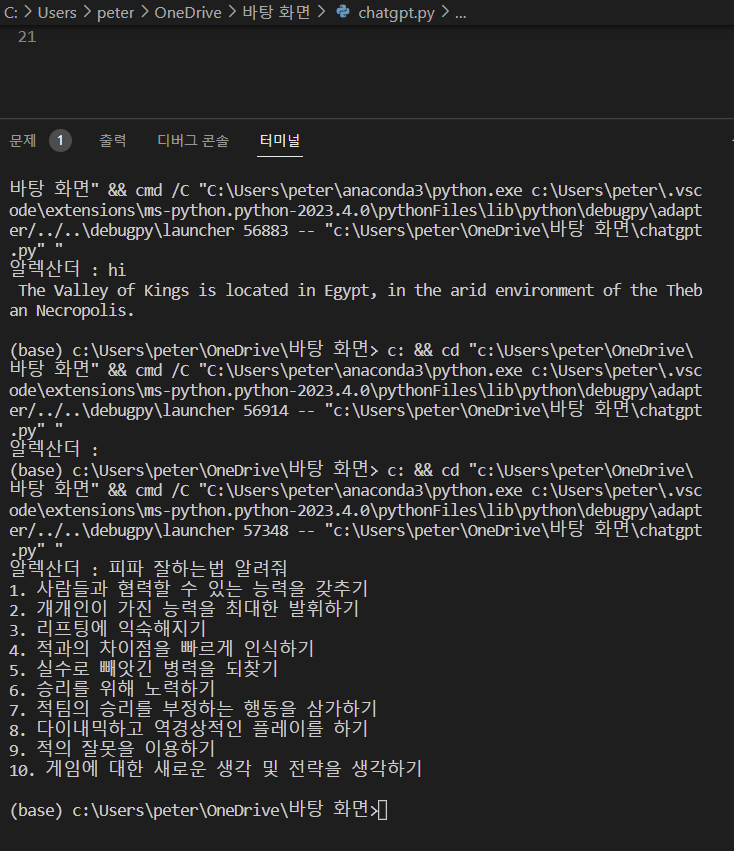 C: > Users > peter > OneDrive > 바탕 화면 > chatgpt.py > ...
21
문제 1 출력 디버그 콘솔 터미널
바탕 화면" && cmd /C "C:\Users\peter\anaconda3\python.exe c:\Users\peter\.vsc
ode\extensions\ms-python.python-2023.4.0\pythonFiles\lib\python\debugpy\adapt
er/../..\debugpy\launcher 56883 -- "c:\Users\peter\OneDrive\바탕 화면\chatgpt
.py" "
알렉산더 : hi
The Valley of Kings is located in Egypt, in the arid environment of the Theb
an Necropolis.
(base) c:\Users\peter\OneDrive\바탕 화면> c: && cd "c:\Users\peter\OneDrive\
바탕 화면" && cmd /C "C:\Users\peter\anaconda3\python.exe c:\Users\peter\.vsc
ode\extensions\ms-python.python-2023.4.0\pythonFiles\lib\python\debugpy\adapt
er/../..\debugpy\launcher 56914 -- "c:\Users\peter\OneDrive\바탕 화면\chatgpt
.py" "
알렉산더 :
(base) c:\Users\peter\OneDrive\바탕 화면> c: && cd "c:\Users\peter\OneDrive\
바탕 화면" && cmd /C "C:\Users\peter\anaconda3\python.exe c:\Users\peter\.vsc
ode\extensions\ms-python.python-2023.4.0\pythonFiles\lib\python\debugpy\adapt
er/../..\debugpy\launcher 57348 -- "c:\Users\peter\OneDrive\바탕 화면\chatgpt
.py" "
알렉산더 : 피파 잘하는법 알려줘
1. 사람들과 협력할 수 있는 능력을 갖추기
2. 개개인이 가진 능력을 최대한 발휘하기
3. 리프팅에 익숙해지기
4. 적과의 차이점을 빠르게 인식하기
5. 실수로 빼앗긴 병력을 되찾기
6. 승리를 위해 노력하기
7. 적팀의 승리를 부정하는 행동을 삼가하기
8. 다이내믹하고 역경상적인 플레이를 하기
9. 적의 잘못을 이용하기
10. 게임에 대한 새로운 생각 및 전략을 생각하기
(base) c:\Users\peter\OneDrive\바탕 화면>